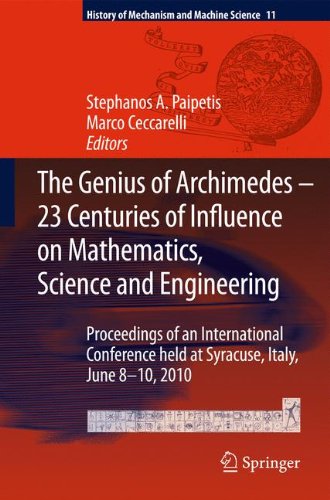 History of Mechanism and Machine Science 11
Stephanos A. Paipetis
Marco Ceccarelli
Editors
The Genius of Archimedes –
23 Centuries of Influence
on Mathematics,
Science and Engineering
Proceedings of an International
Conference held at Syracuse, Italy,
June 8–10, 2010
Springer